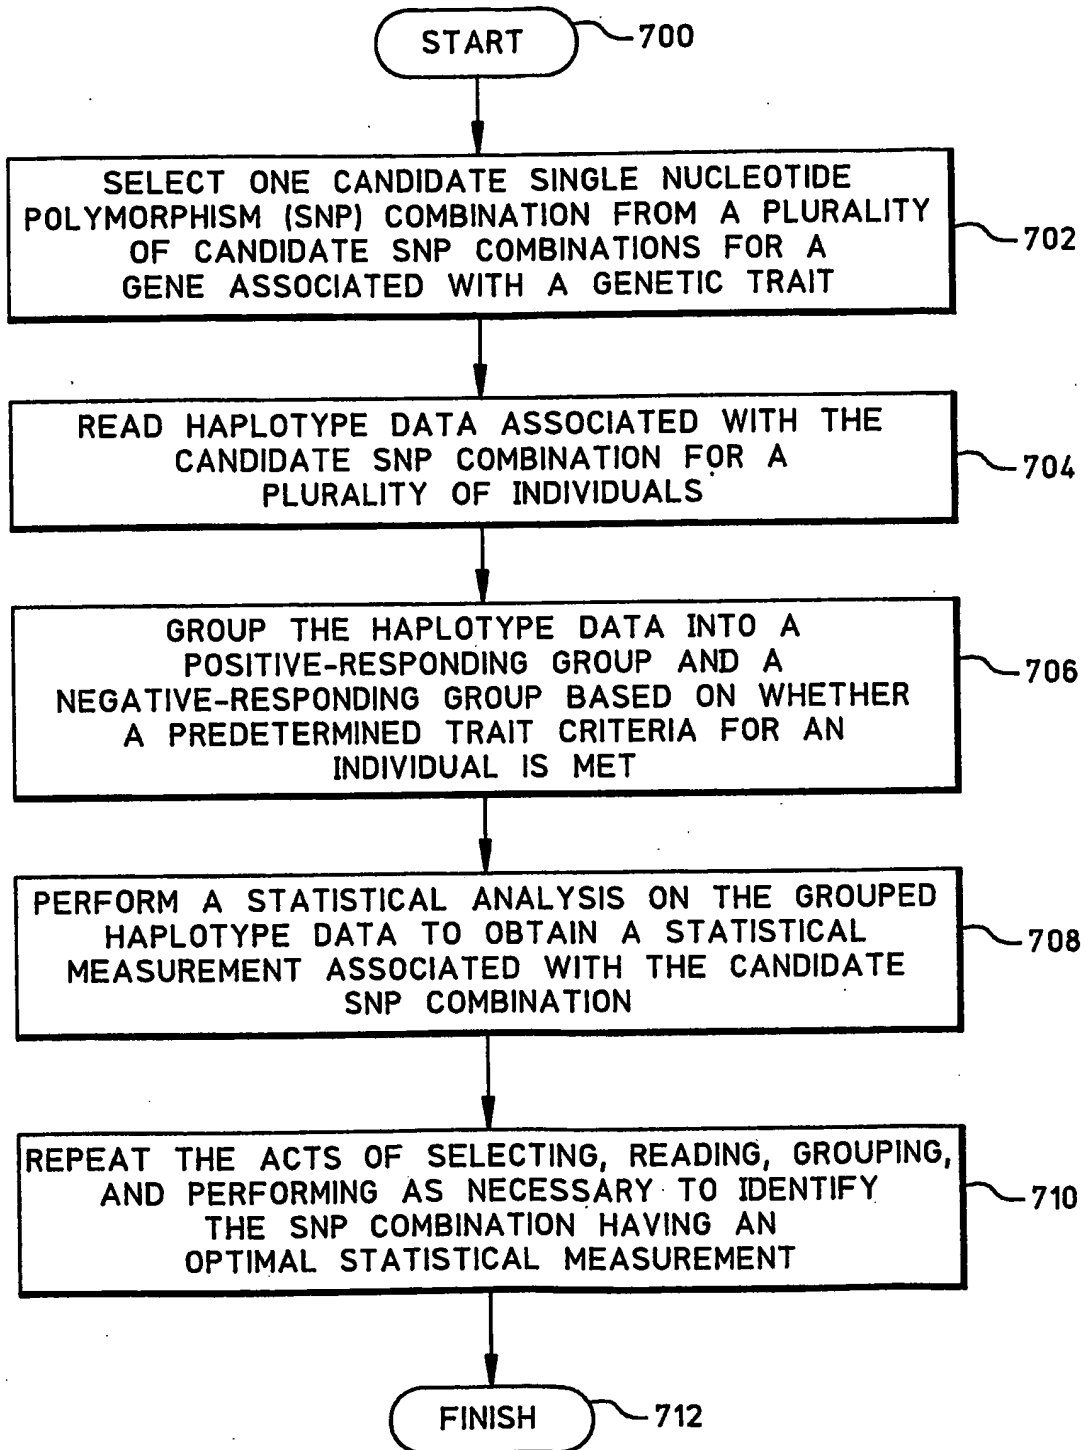 START
700
SELECT ONE CANDIDATE SINGLE NUCLEOTIDE
POLYMORPHISM (SNP) COMBINATION FROM A PLURALITY
OF CANDIDATE SNP COMBINATIONS FOR A
GENE ASSOCIATED WITH A GENETIC TRAIT
702
READ HAPLOTYPE DATA ASSOCIATED WITH THE
CANDIDATE SNP COMBINATION FOR A
PLURALITY OF INDIVIDUALS
704
GROUP THE HAPLOTYPE DATA INTO A
POSITIVE-RESPONDING GROUP AND A
NEGATIVE-RESPONDING GROUP BASED ON WHETHER
A PREDETERMINED TRAIT CRITERIA FOR AN
INDIVIDUAL IS MET
706
PERFORM A STATISTICAL ANALYSIS ON THE GROUPED
HAPLOTYPE DATA TO OBTAIN A STATISTICAL
MEASUREMENT ASSOCIATED WITH THE CANDIDATE
SNP COMBINATION
708
REPEAT THE ACTS OF SELECTING, READING, GROUPING,
AND PERFORMING AS NECESSARY TO IDENTIFY
THE SNP COMBINATION HAVING AN
OPTIMAL STATISTICAL MEASUREMENT
710
FINISH
712